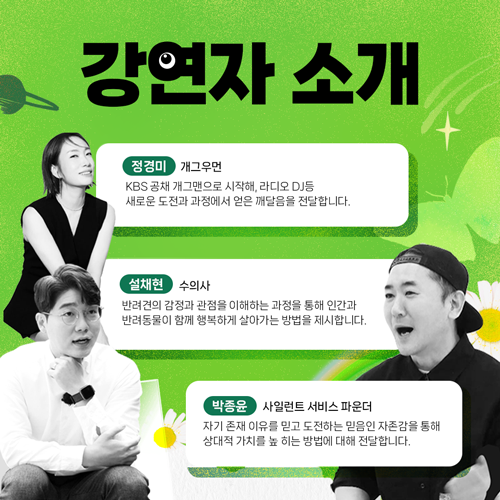 강연자 소개
정경미 개그우먼
KBS 공채 개그맨으로 시작해, 라디오 DJ등
새로운 도전과 과정에서 얻은 깨달음을 전달합니다.
설채현 수의사
반려견의 감정과 관점을 이해하는 과정을 통해 인간과
반려동물이 함께 행복하게 살아가는 방법을 제시합니다.
박종윤 사일런트 서비스 파운더
자기 존재 이유를 믿고 도전하는 믿음인 자존감을 통해
상대적 가치를 높 히는 방법에 대해 전달합니다.